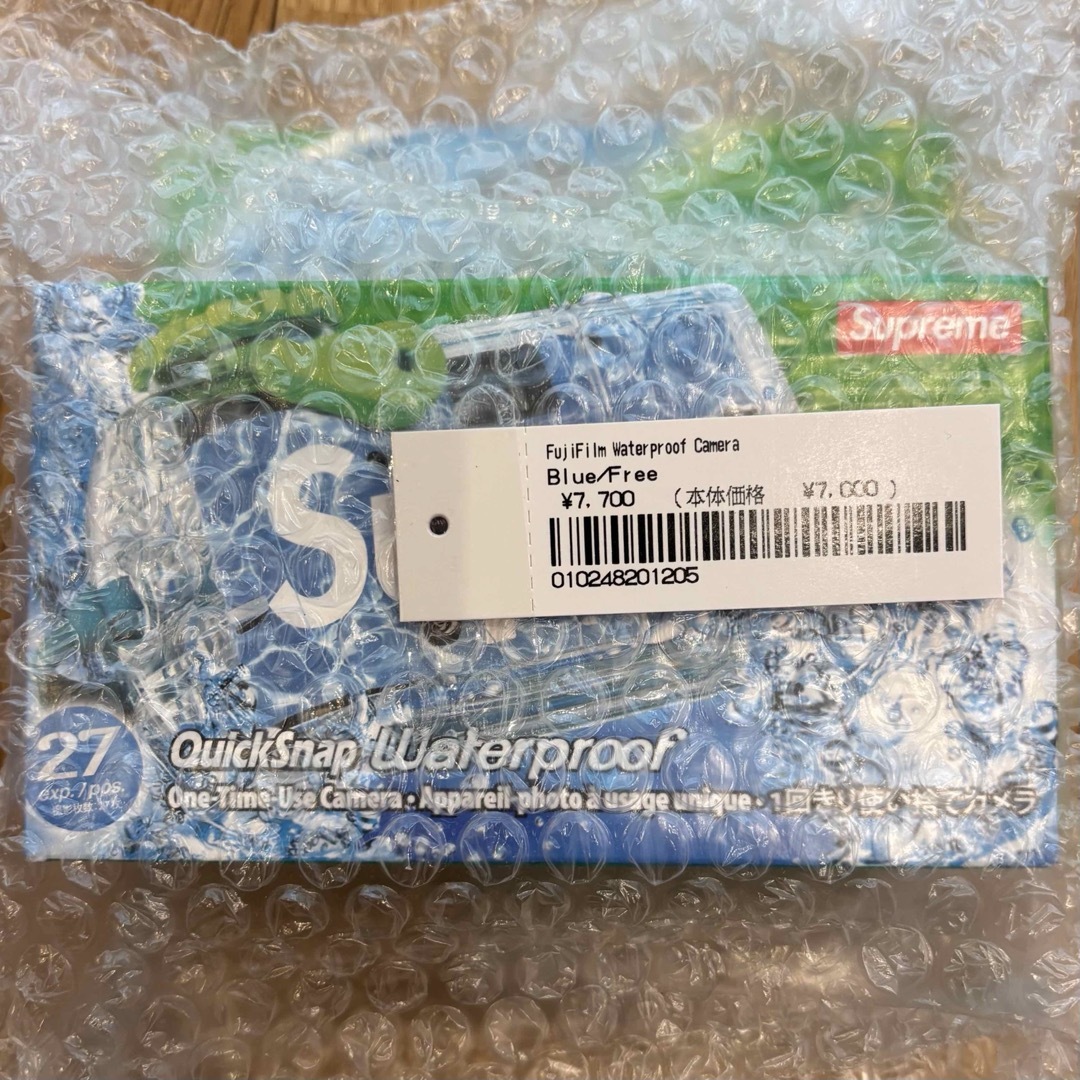 Supreme
Su
FujiFilm Waterproof Camera
Blue/Free
¥7,700 (本体価格 ¥7,000)
010248201205
27
exp./pos.
QuickSnap Waterproof
One-Time-Use Camera・Appareil photo à usage unique・1回きり使い捨てカメラ